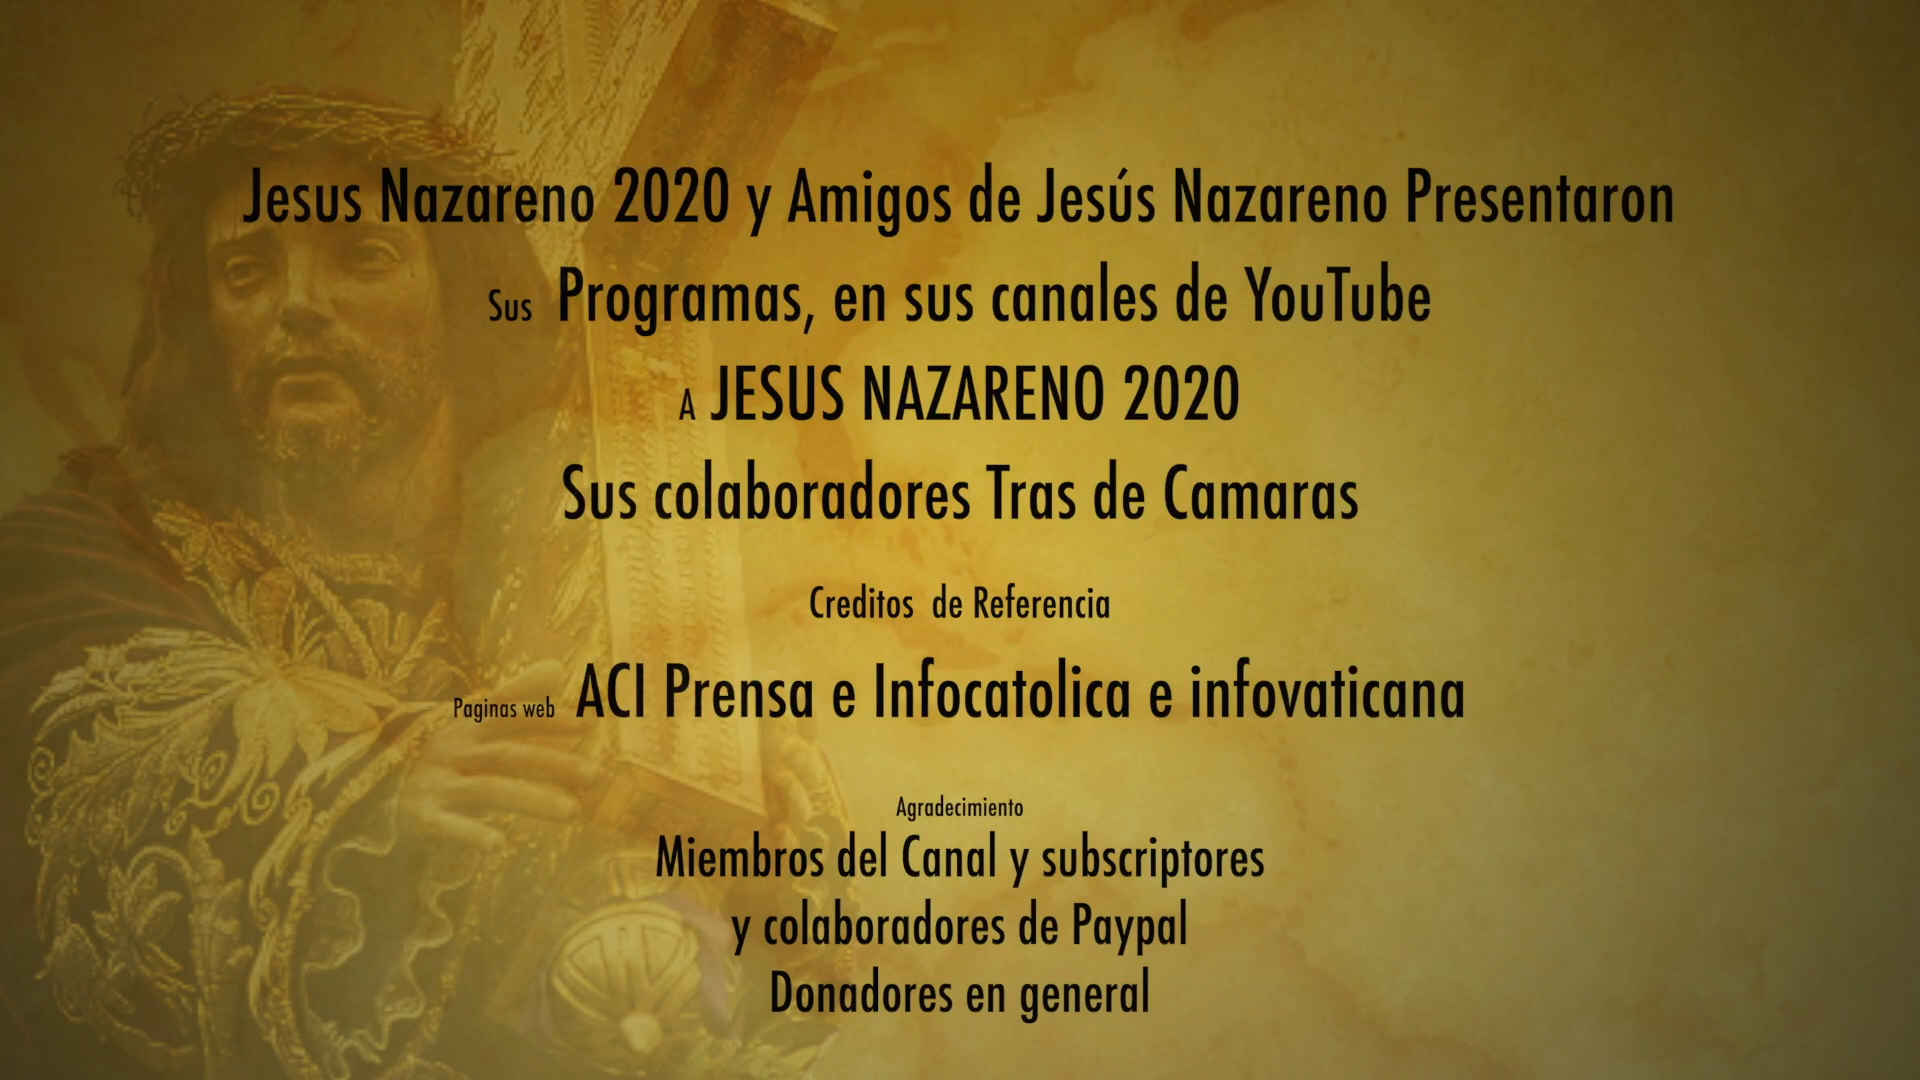 Jesus Nazareno 2020 y Amigos de Jesús Nazareno Presentaron
Sus Programas, en sus canales de YouTube
A JESUS NAZARENO 2020
Sus colaboradores Tras de Camaras
Creditos de Referencia
Paginas web ACI Prensa e Infocatolica e infovaticana
Agradecimiento
Miembros del Canal y subscriptores
y colaboradores de Paypal
Donadores en general